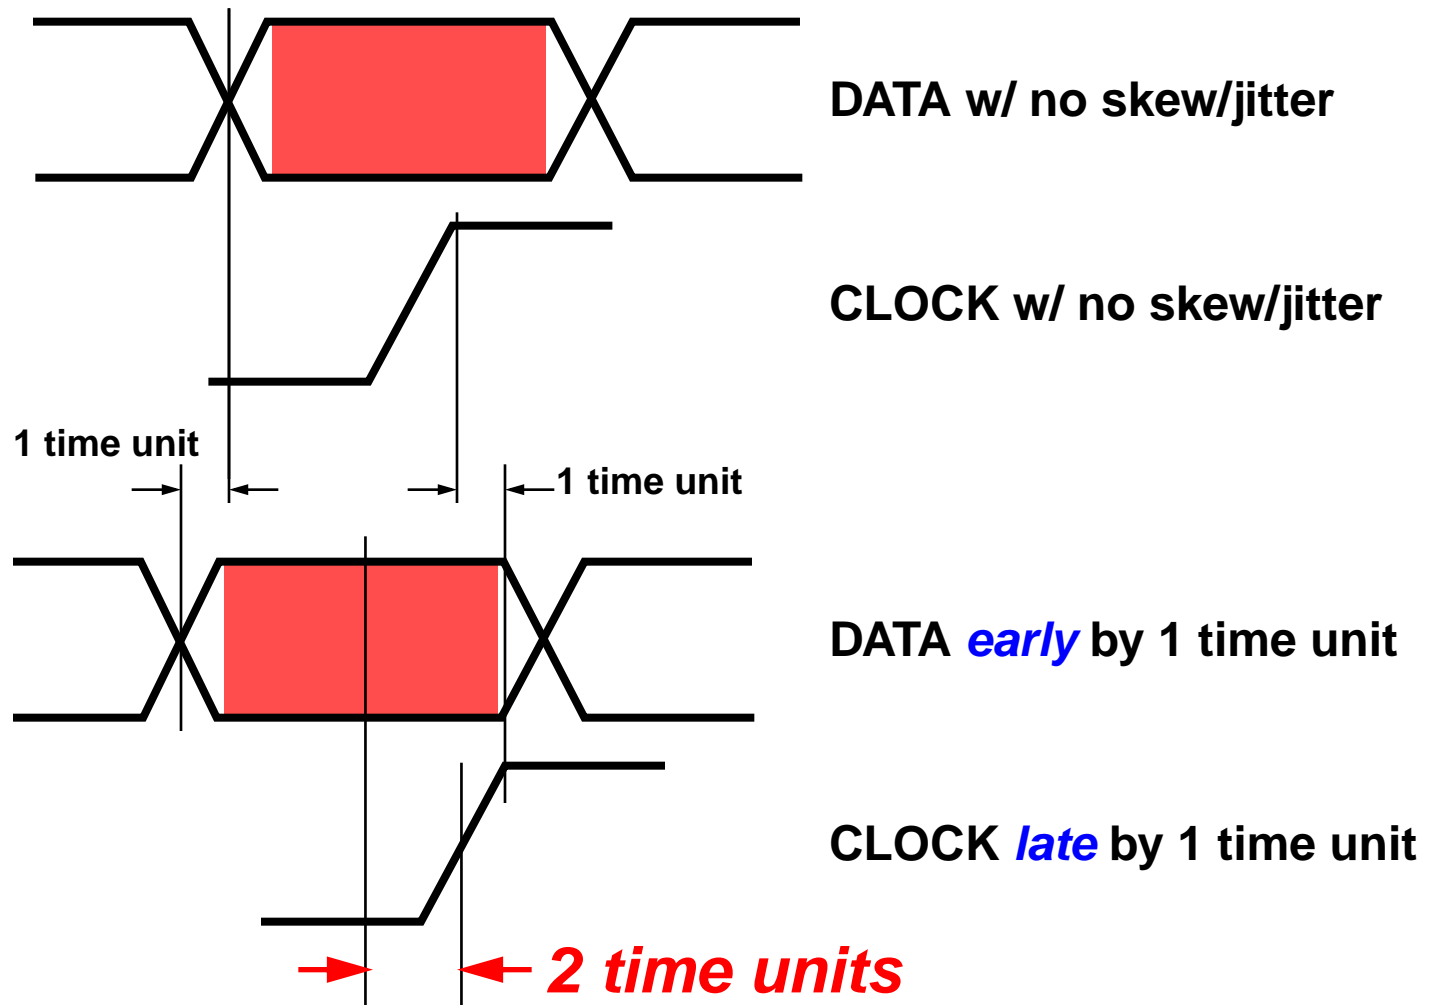 DATA w/ no skew/jitter
CLOCK w/ no skew/jitter
1 time unit
1 time unit
DATA early by 1 time unit
CLOCK late by 1 time unit
2 time units